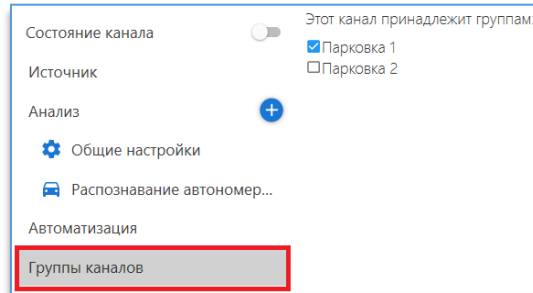 Состояние канала
Источник
Анализ
Общие настройки
Распознавание автономер...
Автоматизация
Группы каналов
Этот канал принадлежит группам:
Парковка 1
Парковка 2